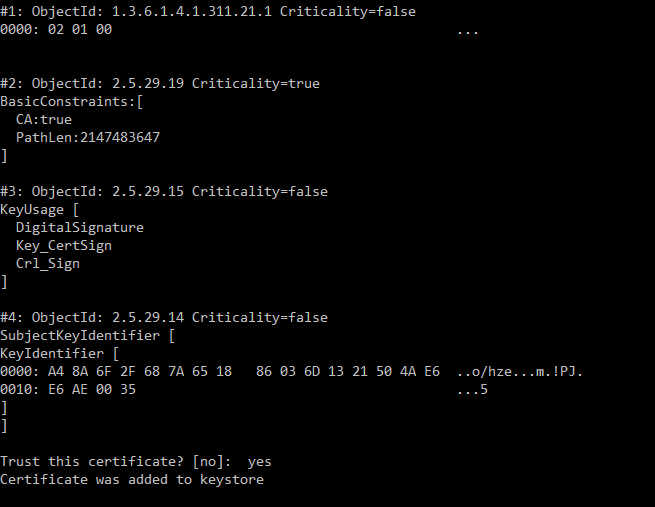 #1: ObjectId: 1.3.6.1.4.1.311.21.1 Criticality=false
0000: 02 01 00                                           ...
#2: ObjectId: 2.5.29.19 Criticality=true
BasicConstraints:[
  CA:true
  PathLen:2147483647
]
#3: ObjectId: 2.5.29.15 Criticality=false
KeyUsage [
  DigitalSignature
  Key_CertSign
  Crl_Sign
]
#4: ObjectId: 2.5.29.14 Criticality=false
SubjectKeyIdentifier [
KeyIdentifier [
0000: A4 8A 6F 2F 68 7A 65 18   86 03 6D 13 21 50 4A E6  ..o/hze...m.!PJ.
0010: E6 AE 00 35                                        ...5
]
]
Trust this certificate? [no]:  yes
Certificate was added to keystore